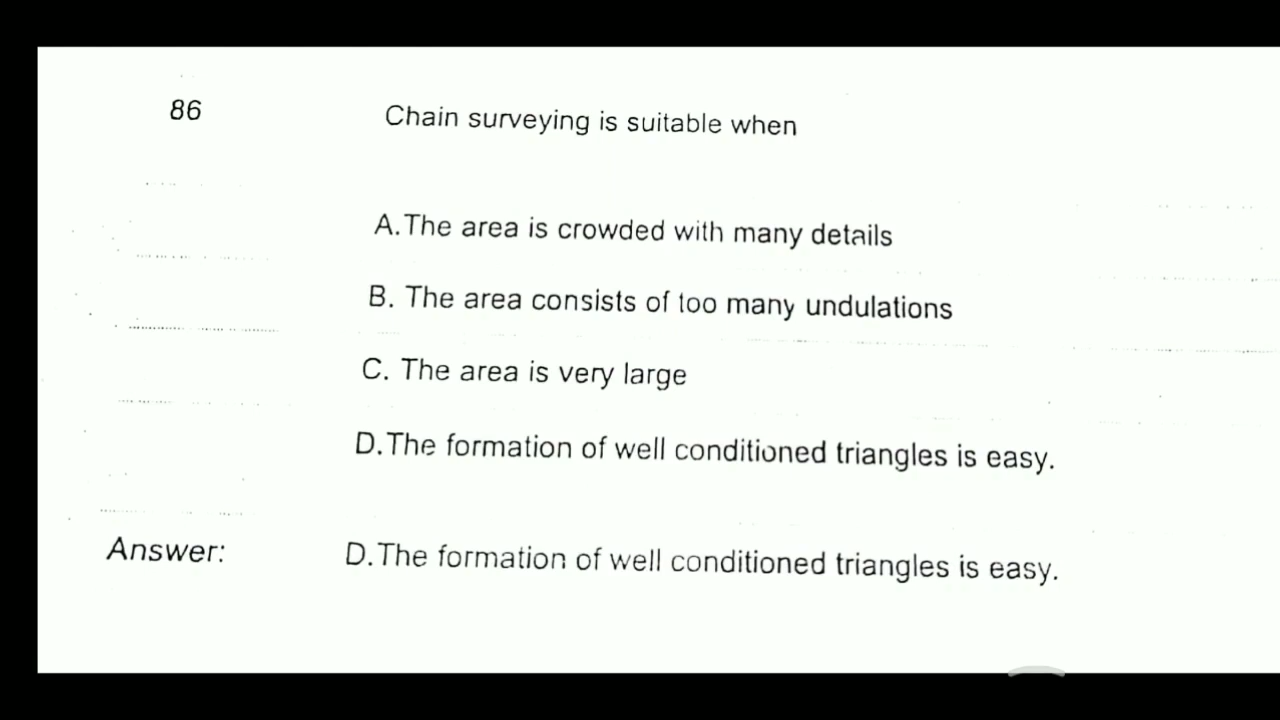 86 Chain surveying is suitable when
A.The area is crowded with many details
B. The area consists of too many undulations
C. The area is very large
D.The formation of well conditioned triangles is easy.
Answer: D.The formation of well conditioned triangles is easy.